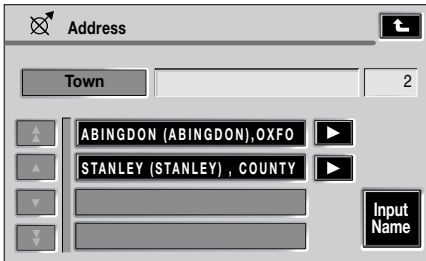 Address
Town 2
ABINGDON (ABINGDON),OXFO
STANLEY (STANLEY) , COUNTY
Input
Name